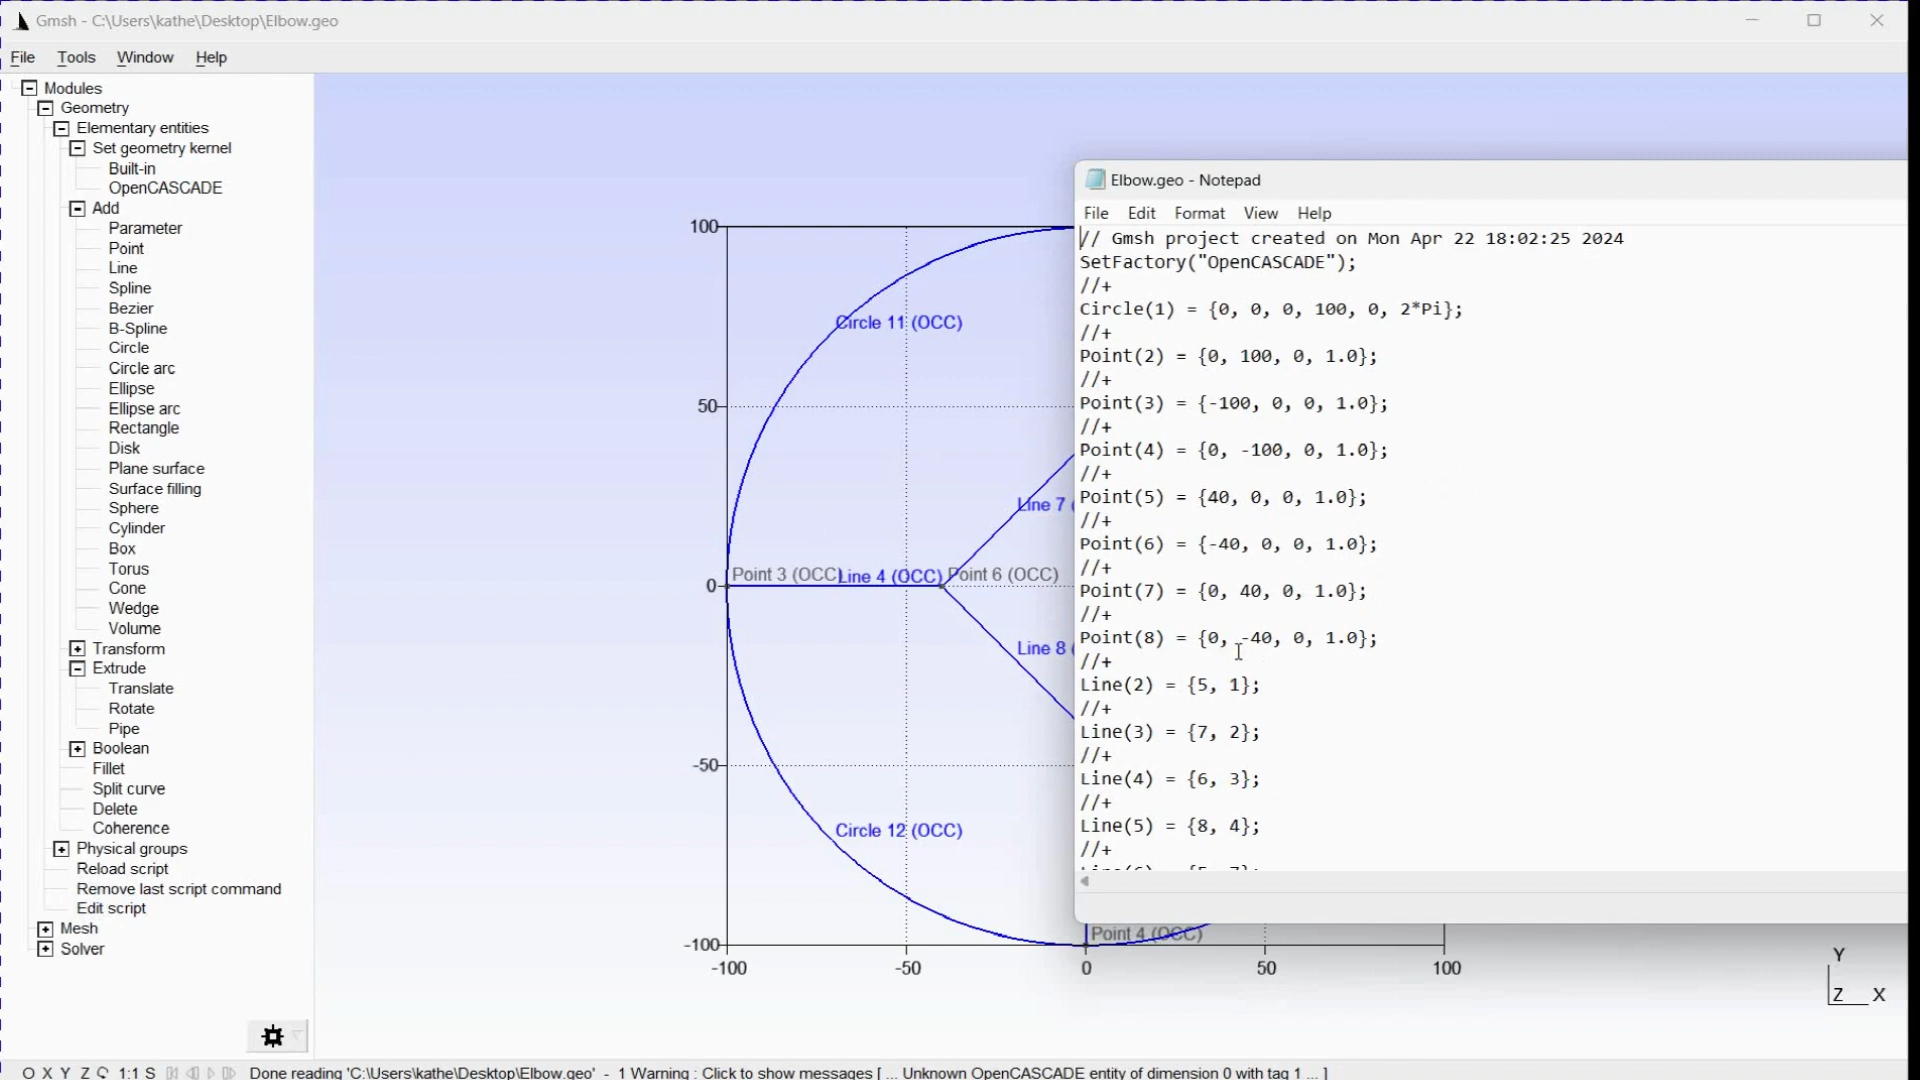 Gmsh - C:\Users\kathe\Desktop\Elbow.geo
File Tools Window Help
Modules
Geometry
Elementary entities
Set geometry kernel
Built-in
OpenCASCADE
Add
Parameter
Point
Line
Spline
Bezier
B-Spline
Circle
Circle arc
Ellipse
Ellipse arc
Rectangle
Disk
Plane surface
Surface filling
Sphere
Cylinder
Box
Torus
Cone
Wedge
Volume
Transform
Extrude
Translate
Rotate
Pipe
Boolean
Fillet
Split curve
Delete
Coherence
Physical groups
Reload script
Remove last script command
Edit script
Mesh
Solver
100
50
0
-50
-100
-100 -50 0 50 100
Circle 11 (OCC)
Line 7 (
Point 3 (OCC)
Line 4 (OCC)
Point 6 (OCC)
Line 8 (
Circle 12 (OCC)
Point 4 (OCC)
Y
Z X
Elbow.geo - Notepad
File Edit Format View Help
// Gmsh project created on Mon Apr 22 18:02:25 2024
SetFactory("OpenCASCADE");
//+
Circle(1) = {0, 0, 0, 100, 0, 2*Pi};
//+
Point(2) = {0, 100, 0, 1.0};
//+
Point(3) = {-100, 0, 0, 1.0};
//+
Point(4) = {0, -100, 0, 1.0};
//+
Point(5) = {40, 0, 0, 1.0};
//+
Point(6) = {-40, 0, 0, 1.0};
//+
Point(7) = {0, 40, 0, 1.0};
//+
Point(8) = {0, -40, 0, 1.0};
//+
Line(2) = {5, 1};
//+
Line(3) = {7, 2};
//+
Line(4) = {6, 3};
//+
Line(5) = {8, 4};
//+
O X Y Z 1:1 S Done reading 'C:\Users\kathe\Desktop\Elbow.geo' - 1 Warning : Click to show messages [ ... Unknown OpenCASCADE entity of dimension 0 with tag 1 ... ]